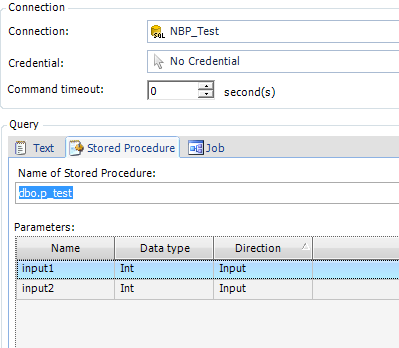 Connection
Connection:
SQL NBP_Test
Credential:
No Credential
Command timeout:
0 second(s)
Query
Text Stored Procedure Job
Name of Stored Procedure:
dbo.p_test
Parameters:
Name Data type Direction
input1 Int Input
input2 Int Input